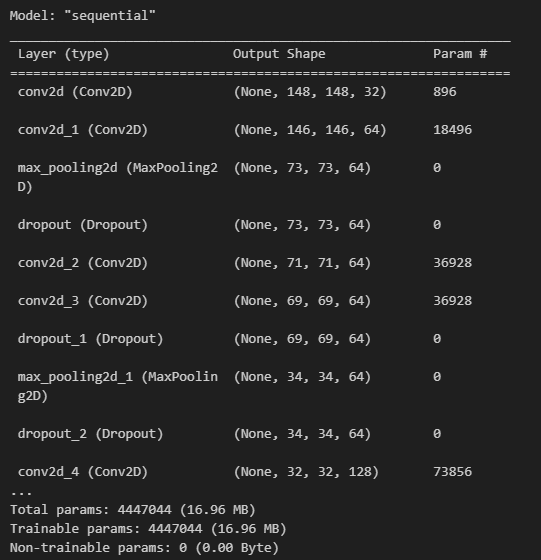 Model: "sequential"
_________________________________________________________________
Layer (type) Output Shape Param #
=================================================================
conv2d (Conv2D) (None, 148, 148, 32) 896
conv2d_1 (Conv2D) (None, 146, 146, 64) 18496
max_pooling2d (MaxPooling2 (None, 73, 73, 64) 0
D)
dropout (Dropout) (None, 73, 73, 64) 0
conv2d_2 (Conv2D) (None, 71, 71, 64) 36928
conv2d_3 (Conv2D) (None, 69, 69, 64) 36928
dropout_1 (Dropout) (None, 69, 69, 64) 0
max_pooling2d_1 (MaxPoolin (None, 34, 34, 64) 0
g2D)
dropout_2 (Dropout) (None, 34, 34, 64) 0
conv2d_4 (Conv2D) (None, 32, 32, 128) 73856
...
Total params: 4447044 (16.96 MB)
Trainable params: 4447044 (16.96 MB)
Non-trainable params: 0 (0.00 Byte)